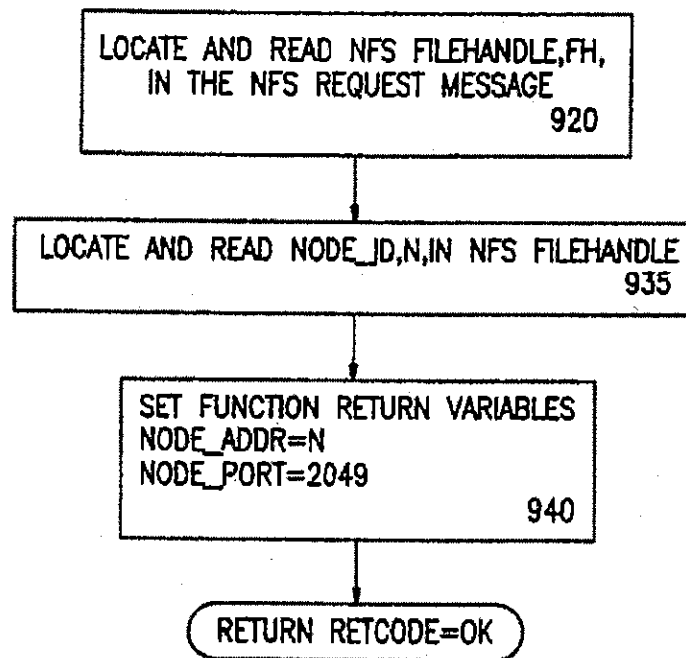 LOCATE AND READ NFS FILEHANDLE,FH,
IN THE NFS REQUEST MESSAGE
920
LOCATE AND READ NODE_ID,N,IN NFS FILEHANDLE
935
SET FUNCTION RETURN VARIABLES
NODE_ADDR=N
NODE_PORT=2049
940
RETURN RETCODE=OK